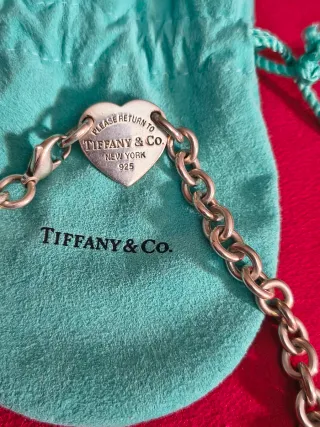 PLEASE RETURN TO
TIFFANY & CO.
NEW YORK
925
TIFFANY & CO.